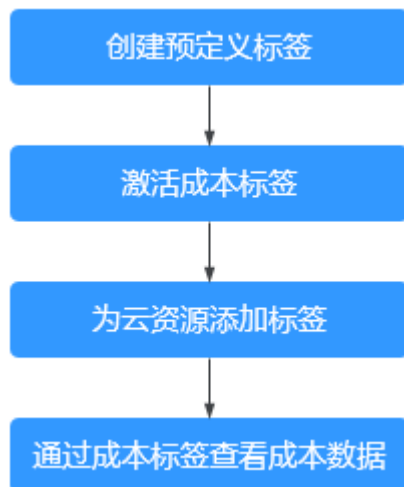 创建预定义标签
激活成本标签
为云资源添加标签
通过成本标签查看成本数据